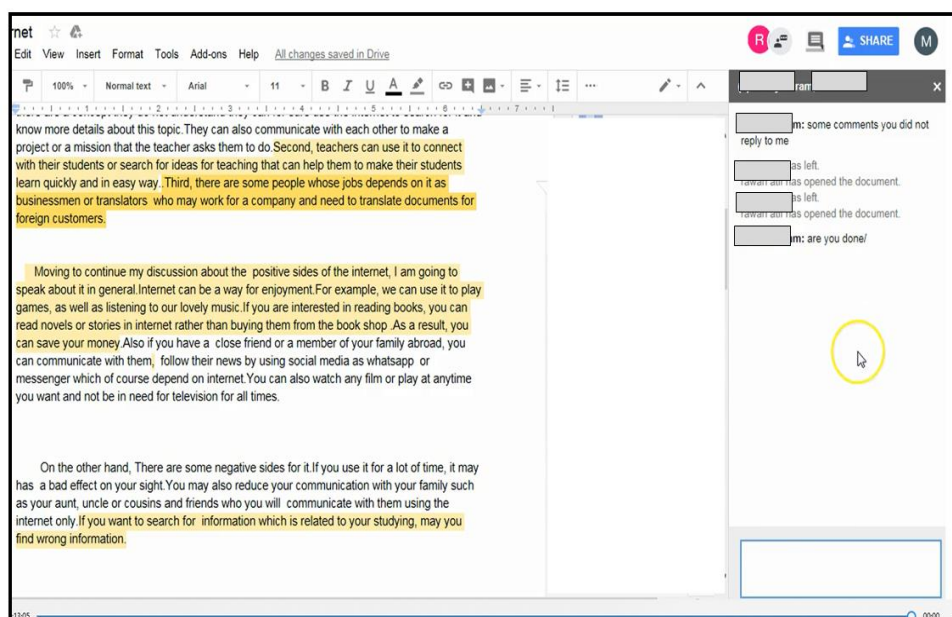 rnet
Edit View Insert Format Tools Add-ons Help All changes saved in Drive
R
SHARE
M
100% Normal text Arial 11 B I U A
1 2 3 4 5 6 7
x
know more details about this topic.They can also communicate with each other to make a
project or a mission that the teacher asks them to do.Second, teachers can use it to connect
with their students or search for ideas for teaching that can help them to make their students
learn quickly and in easy way..Third, there are some people whose jobs depends on it as
businessmen or translators who may work for a company and need to translate documents for
foreign customers.
Moving to continue my discussion about the positive sides of the internet, I am going to
speak about it in general.Internet can be a way for enjoyment.For example, we can use it to play
games, as well as listening to our lovely music.If you are interested in reading books, you can
read novels or stories in internet rather than buying them from the book shop .As a result, you
can save your money.Also if you have a close friend or a member of your family abroad, you
can communicate with them, follow their news by using social media as whatsapp or
messenger which of course depend on internet.You can also watch any film or play at anytime
you want and not be in need for television for all times.
On the other hand, There are some negative sides for it.If you use it for a lot of time, it may
has a bad effect on your sight.You may also reduce your communication with your family such
as your aunt, uncle or cousins and friends who you will communicate with them using the
internet only.If you want to search for information which is related to your studying, may you
find wrong information.
m: some comments you did not
reply to me
as left.
has opened the document.
as left.
has opened the document.
m: are you done/
13:05
00:00